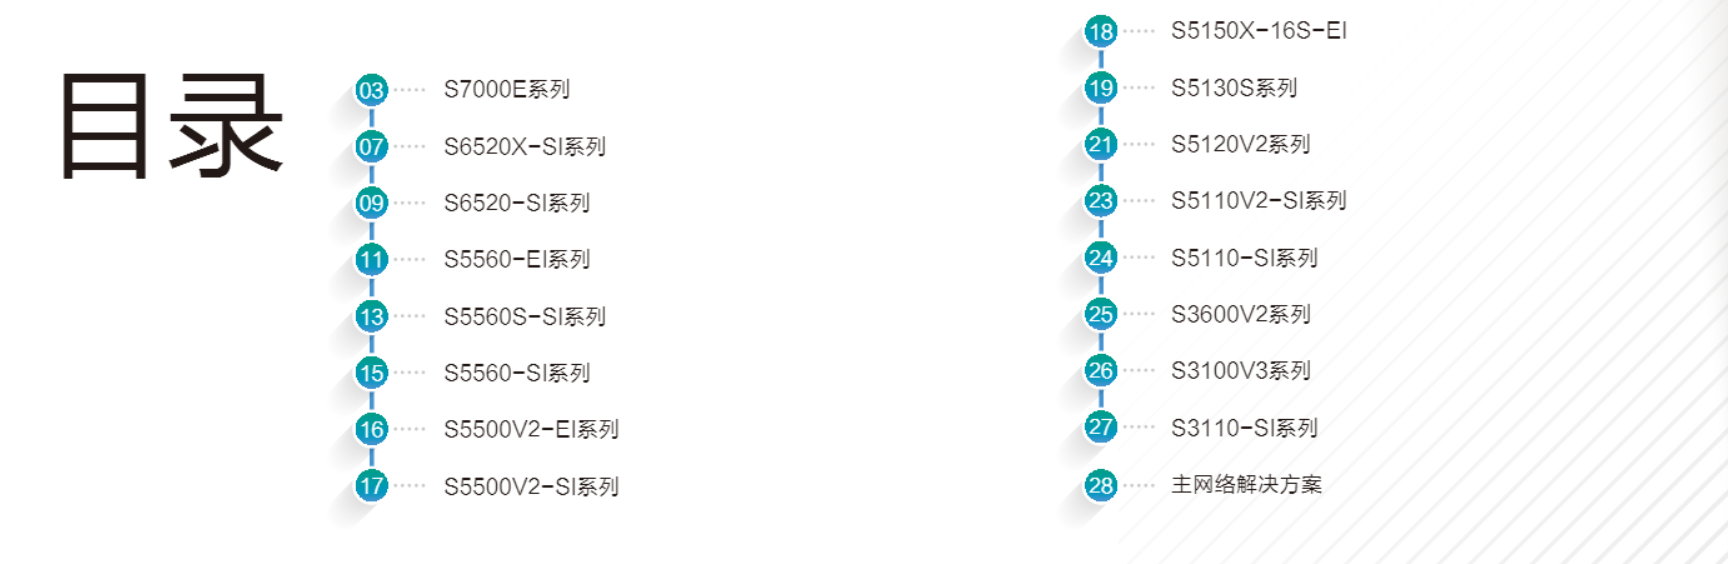 目录
03 S7000E系列
07 S6520X-SI系列
09 S6520-SI系列
11 S5560-EI系列
13 S5560S-SI系列
15 S5560-SI系列
16 S5500V2-EI系列
17 S5500V2-SI系列
18 S5150X-16S-EI
19 S5130S系列
21 S5120V2系列
23 S5110V2-SI系列
24 S5110-SI系列
25 S3600V2系列
26 S3100V3系列
27 S3110-SI系列
28 主网络解决方案